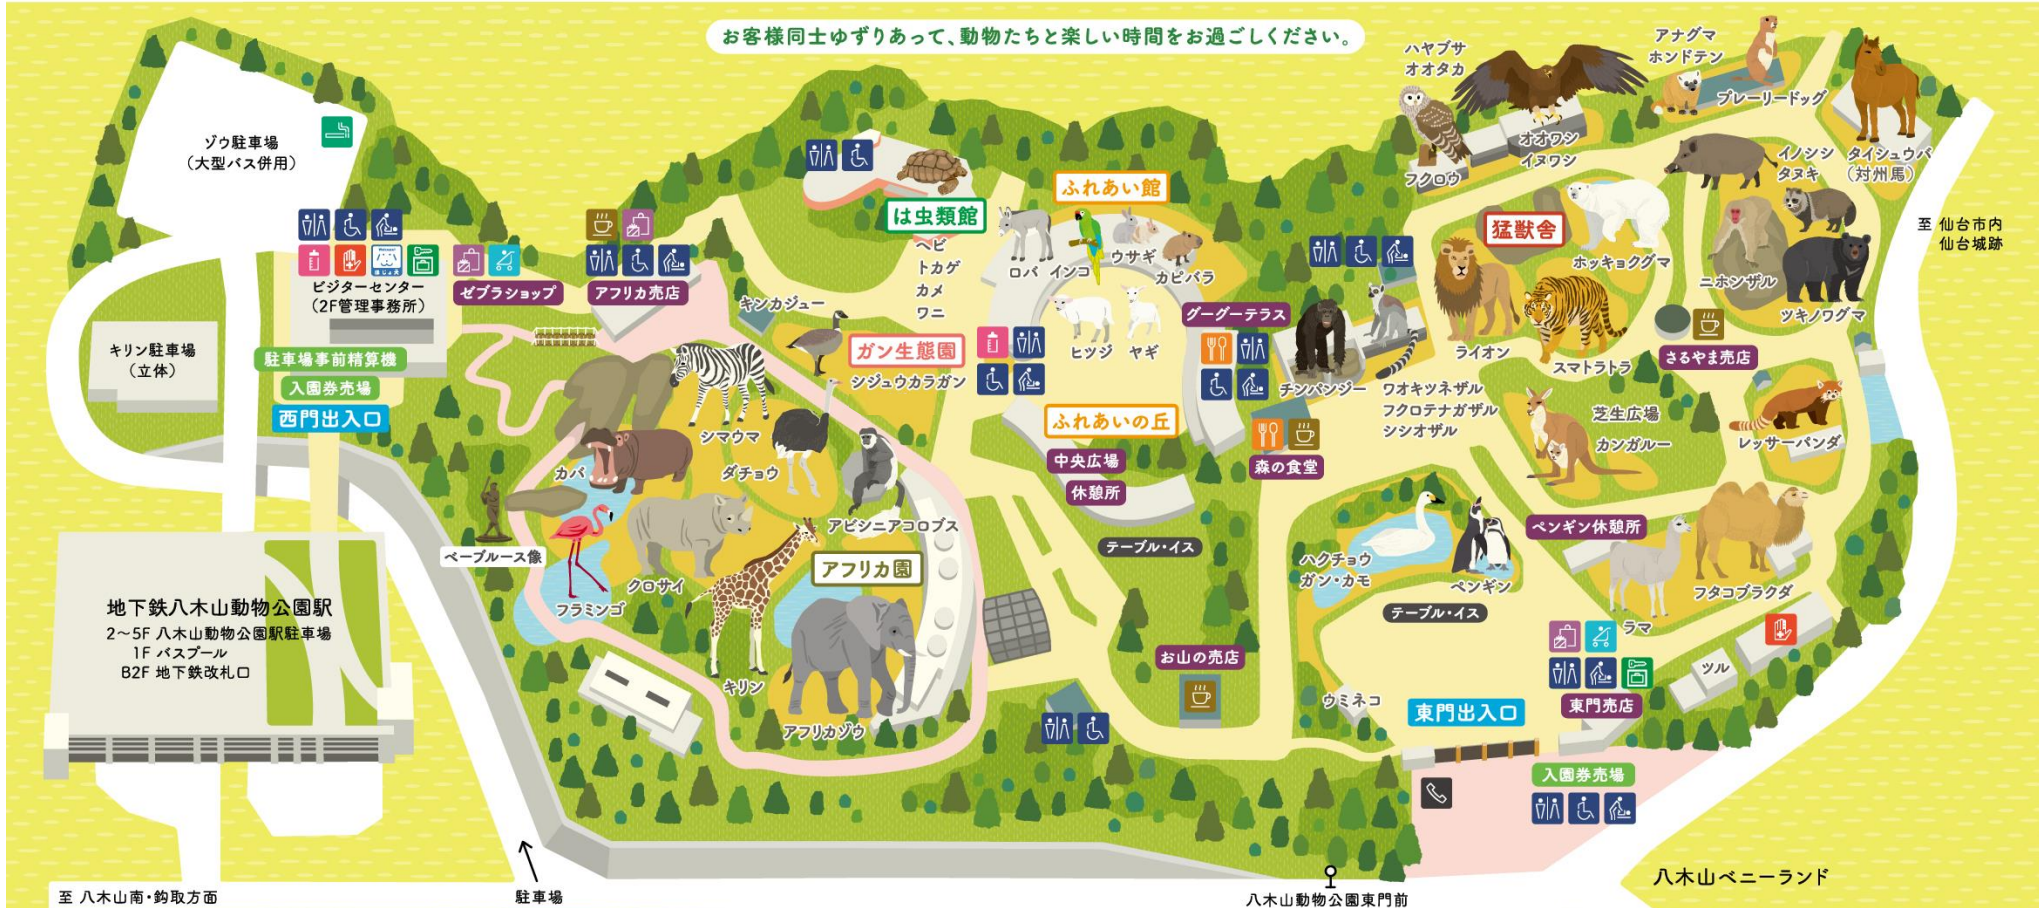 お客様同士ゆずりあって、動物たちと楽しい時間をお過ごしください。
ゾウ駐車場
（大型バス併用）
ビジターセンター
（2F管理事務所）
キリン駐車場
（立体）
駐車場事前精算機
入園券売場
西門出入口
ゼブラショップ
アフリカ売店
地下鉄八木山動物公園駅
2〜5F 八木山動物公園駅駐車場
1F バスプール
B2F 地下鉄改札口
至 八木山南・鈎取方面
駐車場
ベーブルース像
カバ
シマウマ
ダチョウ
アビシニアコロブス
フラミンゴ
クロサイ
キリン
アフリカ園
アフリカゾウ
キンカジュー
ガン生態園
シジュウカラガン
は虫類館
ヘビ
トカゲ
カメ
ワニ
ふれあい館
ロバ
インコ
ウサギ
カピバラ
ヒツジ
ヤギ
ふれあいの丘
中央広場
休憩所
テーブル・イス
お山の売店
グーグーテラス
森の食堂
チンパンジー
ワオキツネザル
フクロテナガザル
シシオザル
ハヤブサ
オオタカ
フクロウ
オオワシ
イヌワシ
アナグマ
ホンドテン
プレーリードッグ
イノシシ
タヌキ
タイシュウバ
（対州馬）
猛獣舎
ホッキョクグマ
ライオン
スマトラトラ
ニホンザル
ツキノワグマ
さるやま売店
芝生広場
カンガルー
レッサーパンダ
至 仙台市内
仙台城跡
ハクチョウ
ガン・カモ
ペンギン
テーブル・イス
ペンギン休憩所
フタコブラクダ
ラマ
ツル
ウミネコ
東門出入口
東門売店
入園券売場
八木山動物公園東門前
八木山ベニーランド